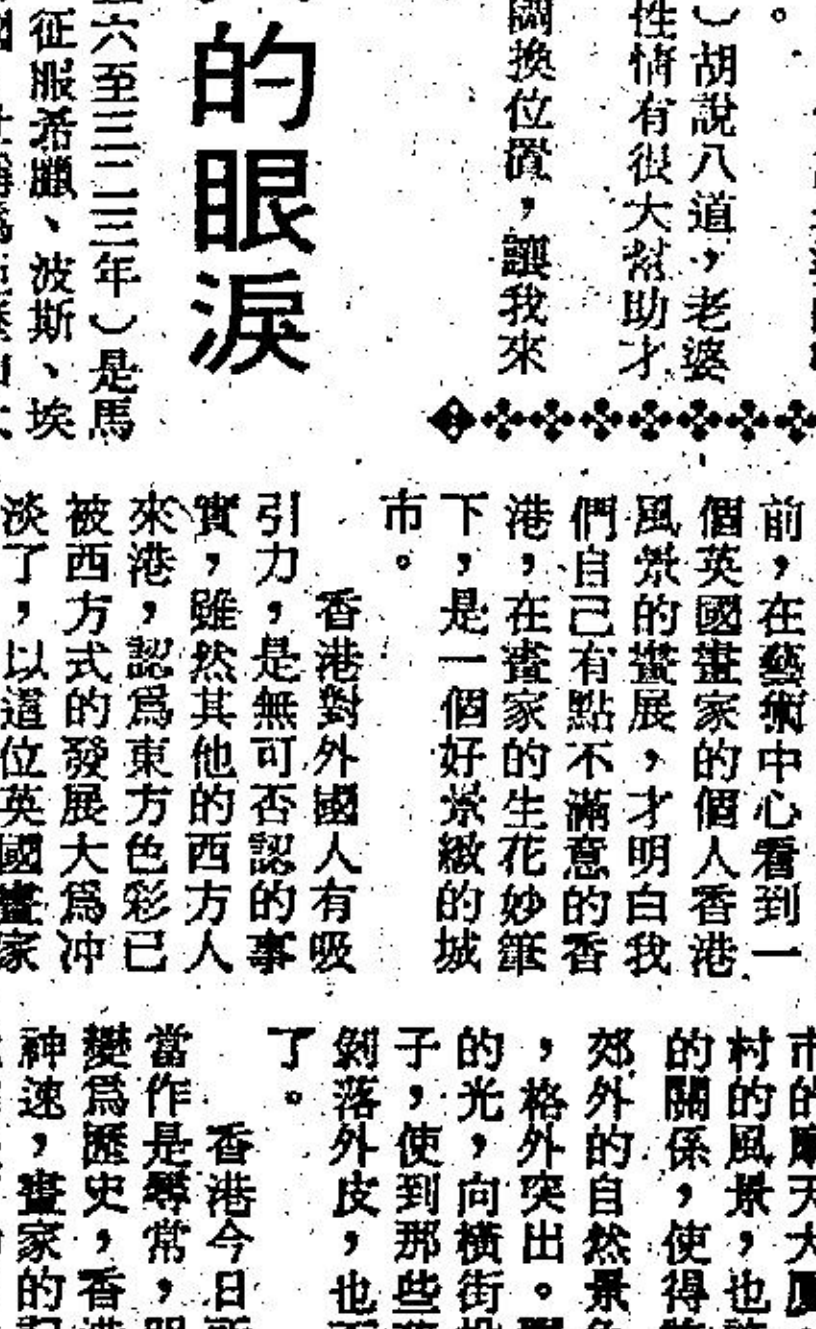 。
胡說八道，老婆
性情有很大幫助才
換位置，讓我來
的眼淚
六至三二三年）是馬
征服希臘、波斯、埃
前，在藝術中心看到一
個英國畫家的個人香港
風景的畫展，才明白我
們自己有點不滿意的香
港，在畫家的生花妙筆
下，是一個好景緻的城
市。
香港對外國人有吸
引力，是無可否認的事
實，雖然其他的西方人
來港，認爲東方色彩已
被西方式的發展大爲冲
淡了，以這位英國畫家
市的摩天大厦
村的風景，也
的關係，使得
郊外的自然景
，格外突出。
的光，向橫街
子，使到那些
剝落外皮，也
了。
香港今日
當作是尋常，
變爲歷史，香港
神速，畫家的